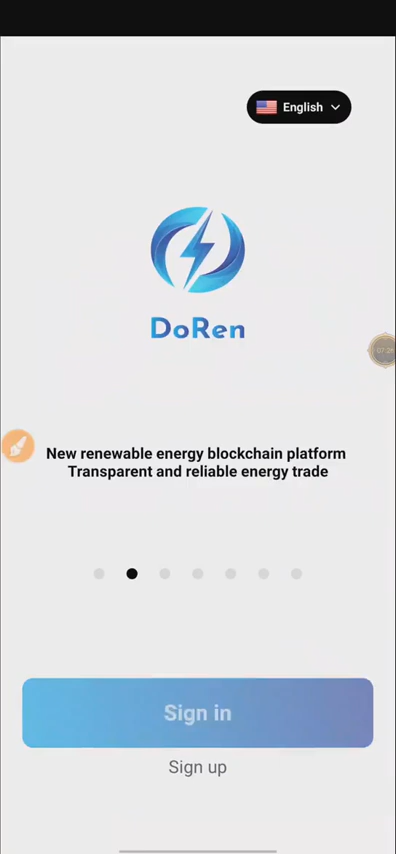 English
DoRen
New renewable energy blockchain platform
Transparent and reliable energy trade
Sign in
Sign up